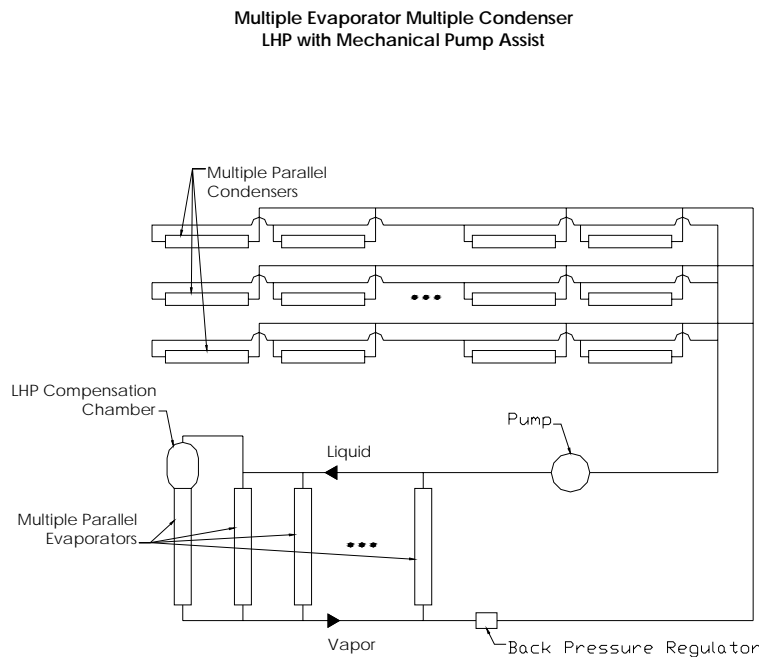 Multiple Evaporator Multiple Condenser
LHP with Mechanical Pump Assist
Multiple Parallel
Condensers
LHP Compensation
Chamber
Pump
Liquid
Multiple Parallel
Evaporators
Vapor
Back Pressure Regulator